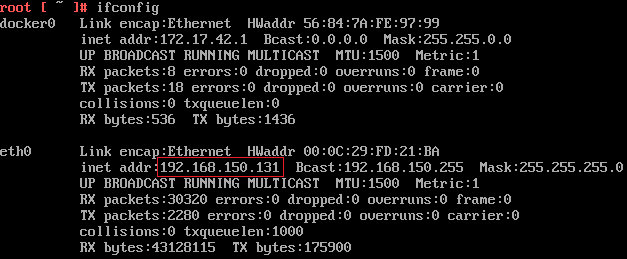 root [ ~ ]# ifconfig
docker0 Link encap:Ethernet HWaddr 56:84:7A:FE:97:99
inet addr:172.17.42.1 Bcast:0.0.0.0 Mask:255.255.0.0
UP BROADCAST RUNNING MULTICAST MTU:1500 Metric:1
RX packets:8 errors:0 dropped:0 overruns:0 frame:0
TX packets:18 errors:0 dropped:0 overruns:0 carrier:0
collisions:0 txqueuelen:0
RX bytes:536 TX bytes:1436
eth0 Link encap:Ethernet HWaddr 00:0C:29:FD:21:BA
inet addr:192.168.150.131 Bcast:192.168.150.255 Mask:255.255.255.0
UP BROADCAST RUNNING MULTICAST MTU:1500 Metric:1
RX packets:30320 errors:0 dropped:0 overruns:0 frame:0
TX packets:2280 errors:0 dropped:0 overruns:0 carrier:0
collisions:0 txqueuelen:1000
RX bytes:43128115 TX bytes:175900